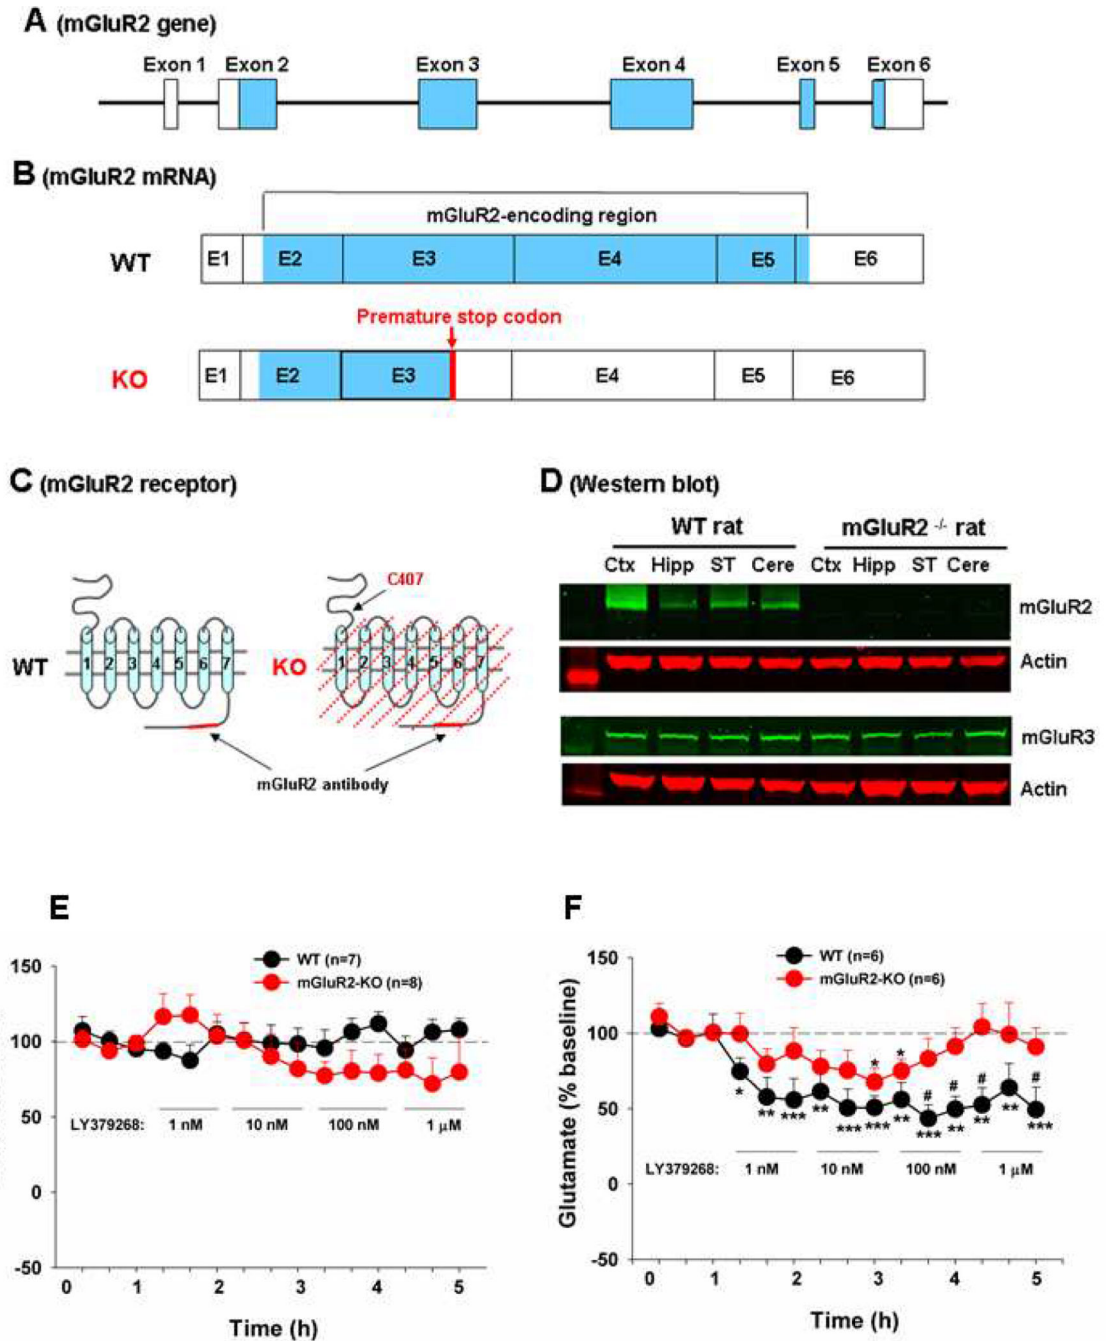 A (mGluR2 gene)
Exon 1 Exon 2 Exon 3 Exon 4 Exon 5 Exon 6
B (mGluR2 mRNA)
mGluR2-encoding region
WT E1 E2 E3 E4 E5 E6
Premature stop codon
KO E1 E2 E3 E4 E5 E6
C (mGluR2 receptor)
C407
WT 1 2 3 4 5 6 7
KO 1 2 3 4 5 6 7
mGluR2 antibody
D (Western blot)
WT rat mGluR2 -/- rat
Ctx Hipp ST Cere Ctx Hipp ST Cere
mGluR2
Actin
mGluR3
Actin
E
WT (n=7)
mGluR2-KO (n=8)
150
100
50
LY379268: 1 nM 10 nM 100 nM 1 µM
0
-50
0 1 2 3 4 5
Time (h)
F
WT (n=6)
mGluR2-KO (n=6)
Glutamate (% baseline)
150
100
* *
# # # #
50
* ** *** ** *** *** ** *** ** ** ** ***
LY379268: 1 nM 10 nM 100 nM 1 µM
0
-50
0 1 2 3 4 5
Time (h)